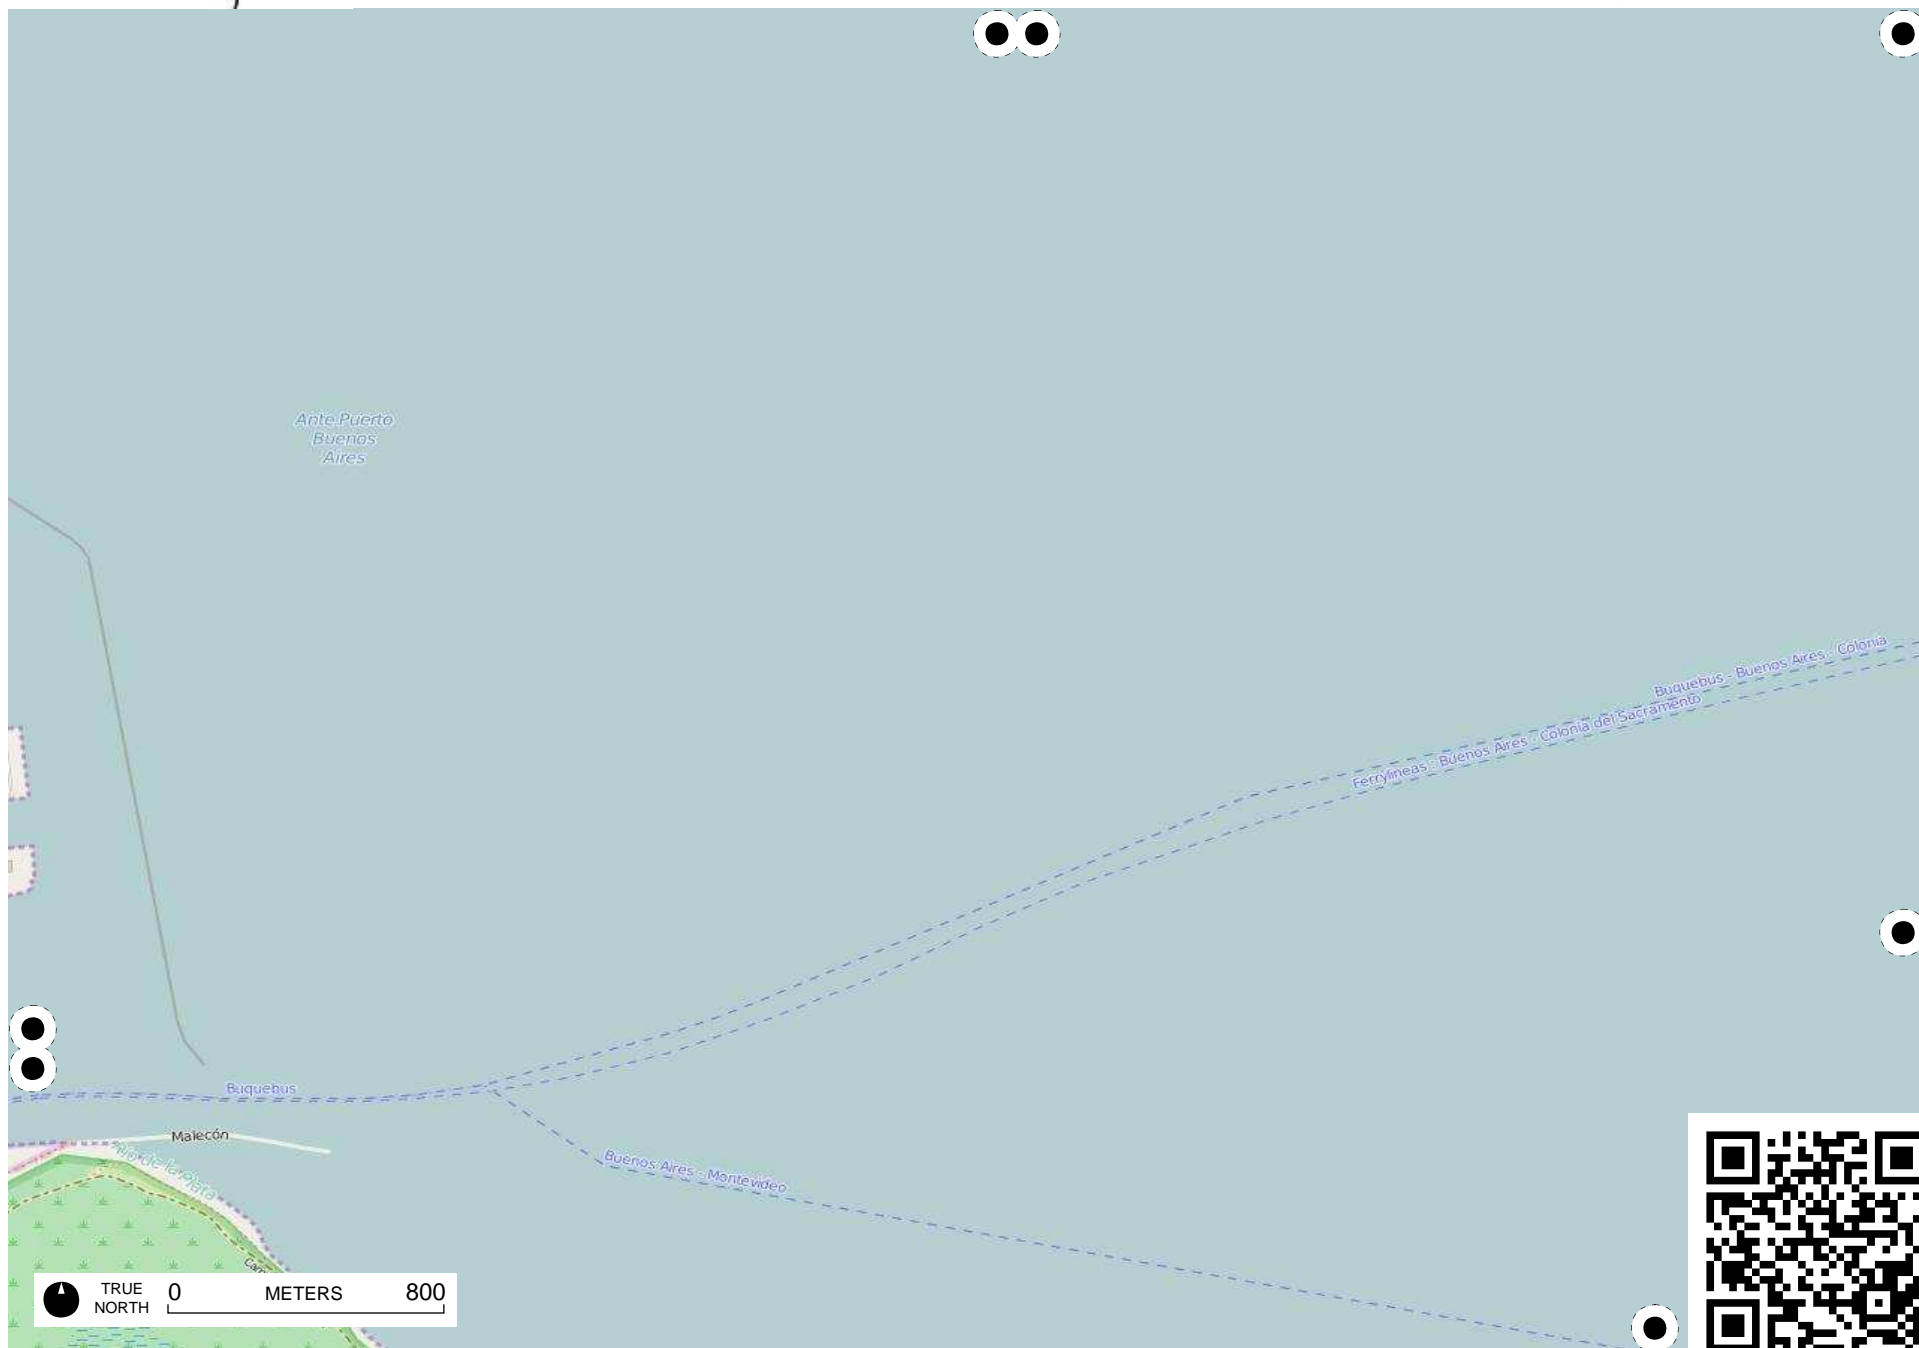 Ante Puerto
Buenos
Aires
Buquebus - Buenos Aires - Colonia
Ferrylineas - Buenos Aires - Colonia del Sacramento
Buquebus
Malecón
Río de la Plata
Buenos Aires - Montevideo
TRUE
NORTH
0 METERS 800